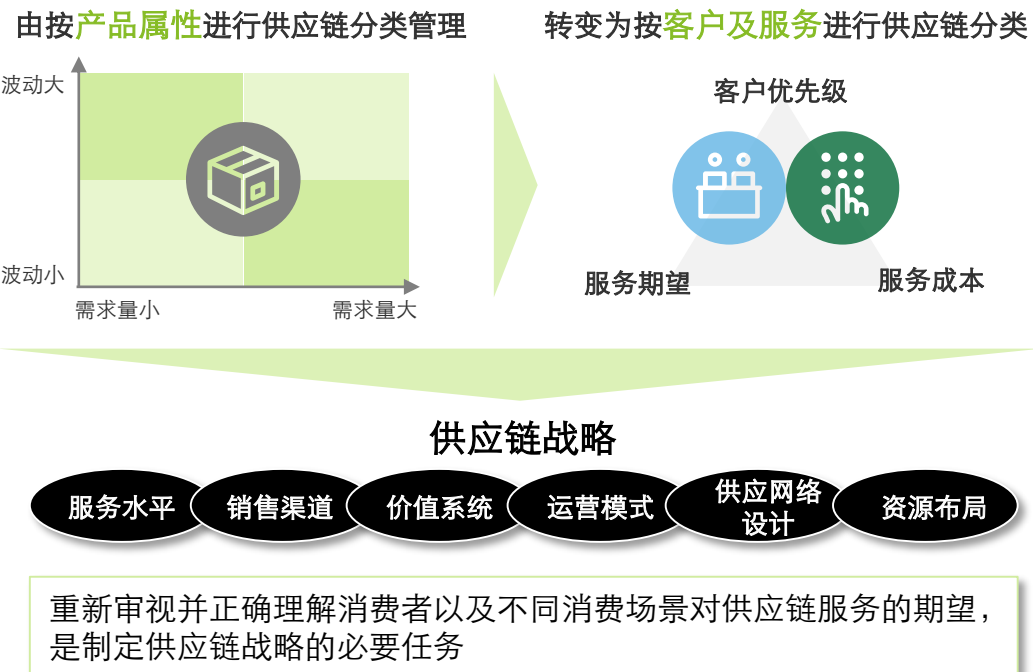 由按产品属性进行供应链分类管理
转变为按客户及服务进行供应链分类
波动大
波动小
需求量小
需求量大
客户优先级
服务期望
服务成本
供应链战略
服务水平
销售渠道
价值系统
运营模式
供应网络
设计
资源布局
重新审视并正确理解消费者以及不同消费场景对供应链服务的期望，
是制定供应链战略的必要任务